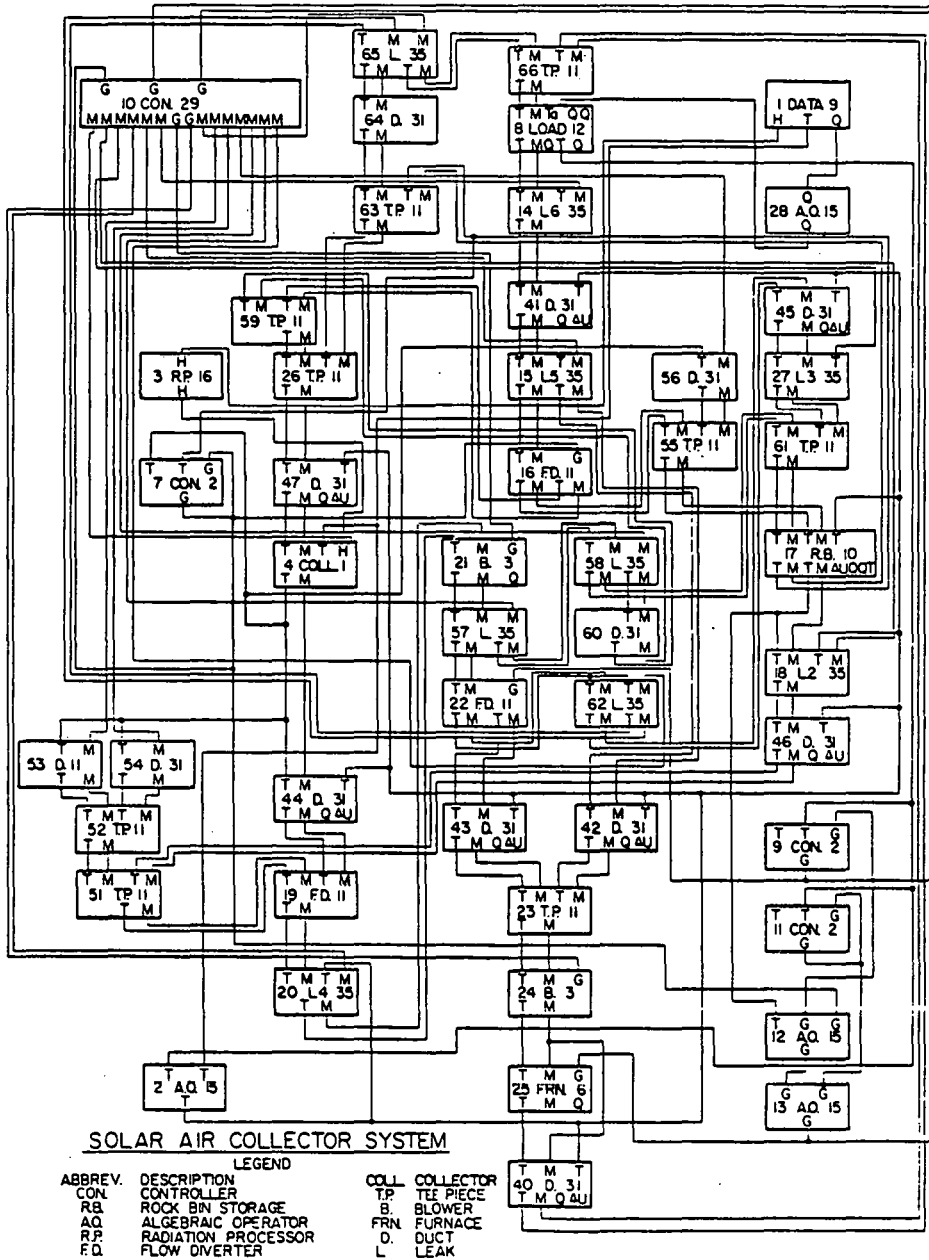 T M M
65 L 35
T M T M
T M T M
66 T.P. 11
T M
G G G
10 CON. 29
M M M M M M G G M M M M M M M
T M
64 D. 31
T M
T M Ta Q Q
8 LOAD 12
T M Q T Q
1 DATA 9
H T Q
T M T M
63 T.P. 11
T M
T M T M
14 L6 35
T M
Q
28 A.O. 15
Q
T M T M
59 T.P. 11
T M
T M T
41 D. 31
T M Q ΔU
T M T
45 D. 31
T M Q ΔU
H
3 R.P. 16
H
T M T M
26 T.P. 11
T M
T M T M
15 L5 35
T M T M
T M
56 D. 31
T M
T M T
27 L3 35
T M
T M T M
55 T.P. 11
T M
T M T M
61 T.P. 11
T M
T T G
7 CON. 2
G
T M T
47 D. 31
T M Q ΔU
T M G
16 F.D. 11
T M T M
T M T H
4 COLL 1
T M
T M G
21 B. 3
T M Q
T M M
58 L 35
T M T M
T M T M T
17 R.B. 10
T M T M ΔU Q Q T
T M M
57 L 35
T M T M
T M
60 D. 31
T M
T M T M
18 L2 35
T M
T M G
22 F.D. 11
T M T M
T M T M
62 L 35
T M T M
T M T
46 D. 31
T M Q ΔU
T M
53 D. 11
T M
T M
54 D. 31
T M
T M T
44 D. 31
T M Q ΔU
T M T M
52 T.P. 11
T M
T M T
43 D. 31
T M Q ΔU
T M T
42 D. 31
T M Q ΔU
T T G
9 CON. 2
G
T M T M
51 T.P. 11
T M
T M T M
19 F.D. 11
T M
T M T M
23 T.P. 11
T M
T T G
11 CON. 2
G
T M T M
20 L4 35
T M
T M G
24 B. 3
T M
T G G
12 A.O. 15
G
T T
2 A.O. 15
T
T M G
25 FRN. 6
T M Q
G G
13 A.O. 15
G
T M T
40 D. 31
T M Q ΔU
SOLAR AIR COLLECTOR SYSTEM
LEGEND
ABBREV. DESCRIPTION COLL. COLLECTOR
CON. CONTROLLER T.P. TEE PIECE
R.B. ROCK BIN STORAGE B. BLOWER
A.O. ALGEBRAIC OPERATOR FRN. FURNACE
R.P. RADIATION PROCESSOR D. DUCT
F.D. FLOW DIVERTER L LEAK